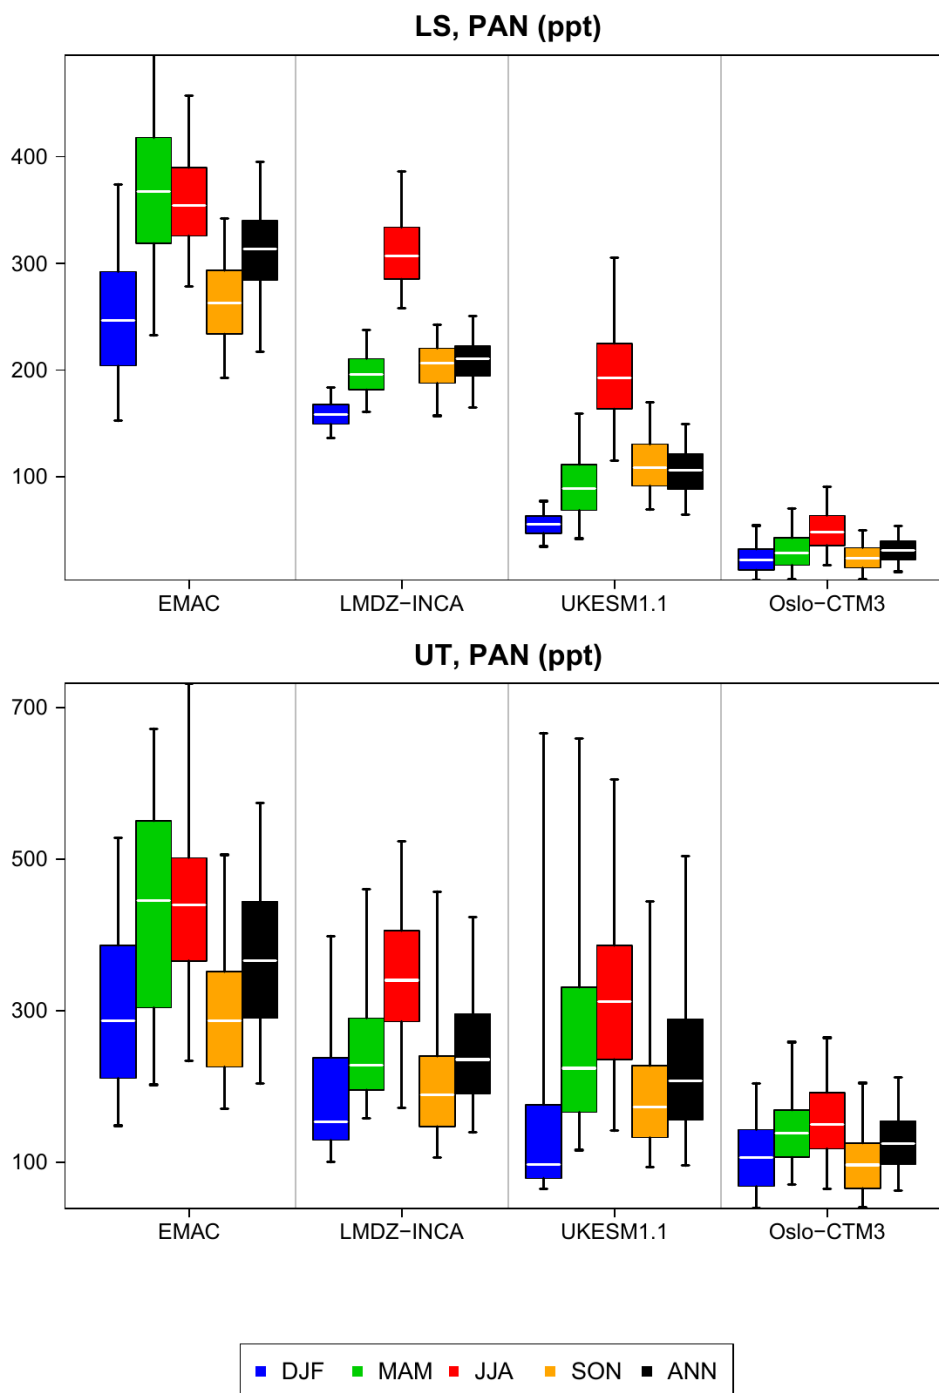 LS, PAN (ppt)
400
300
200
100
EMAC LMDZ−INCA UKESM1.1 Oslo−CTM3
UT, PAN (ppt)
700
500
300
100
EMAC LMDZ−INCA UKESM1.1 Oslo−CTM3
DJF MAM JJA SON ANN